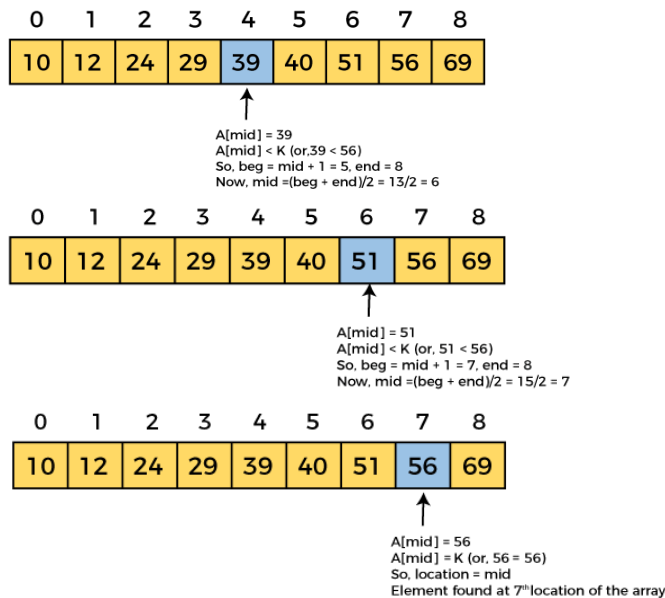 0 1 2 3 4 5 6 7 8
10 12 24 29 39 40 51 56 69
A[mid] = 39
A[mid] < K (or,39 < 56)
So, beg = mid + 1 = 5, end = 8
Now, mid =(beg + end)/2 = 13/2 = 6
0 1 2 3 4 5 6 7 8
10 12 24 29 39 40 51 56 69
A[mid] = 51
A[mid] < K (or, 51 < 56)
So, beg = mid + 1 = 7, end = 8
Now, mid =(beg + end)/2 = 15/2 = 7
0 1 2 3 4 5 6 7 8
10 12 24 29 39 40 51 56 69
A[mid] = 56
A[mid] = K (or, 56 = 56)
So, location = mid
Element found at 7th location of the array